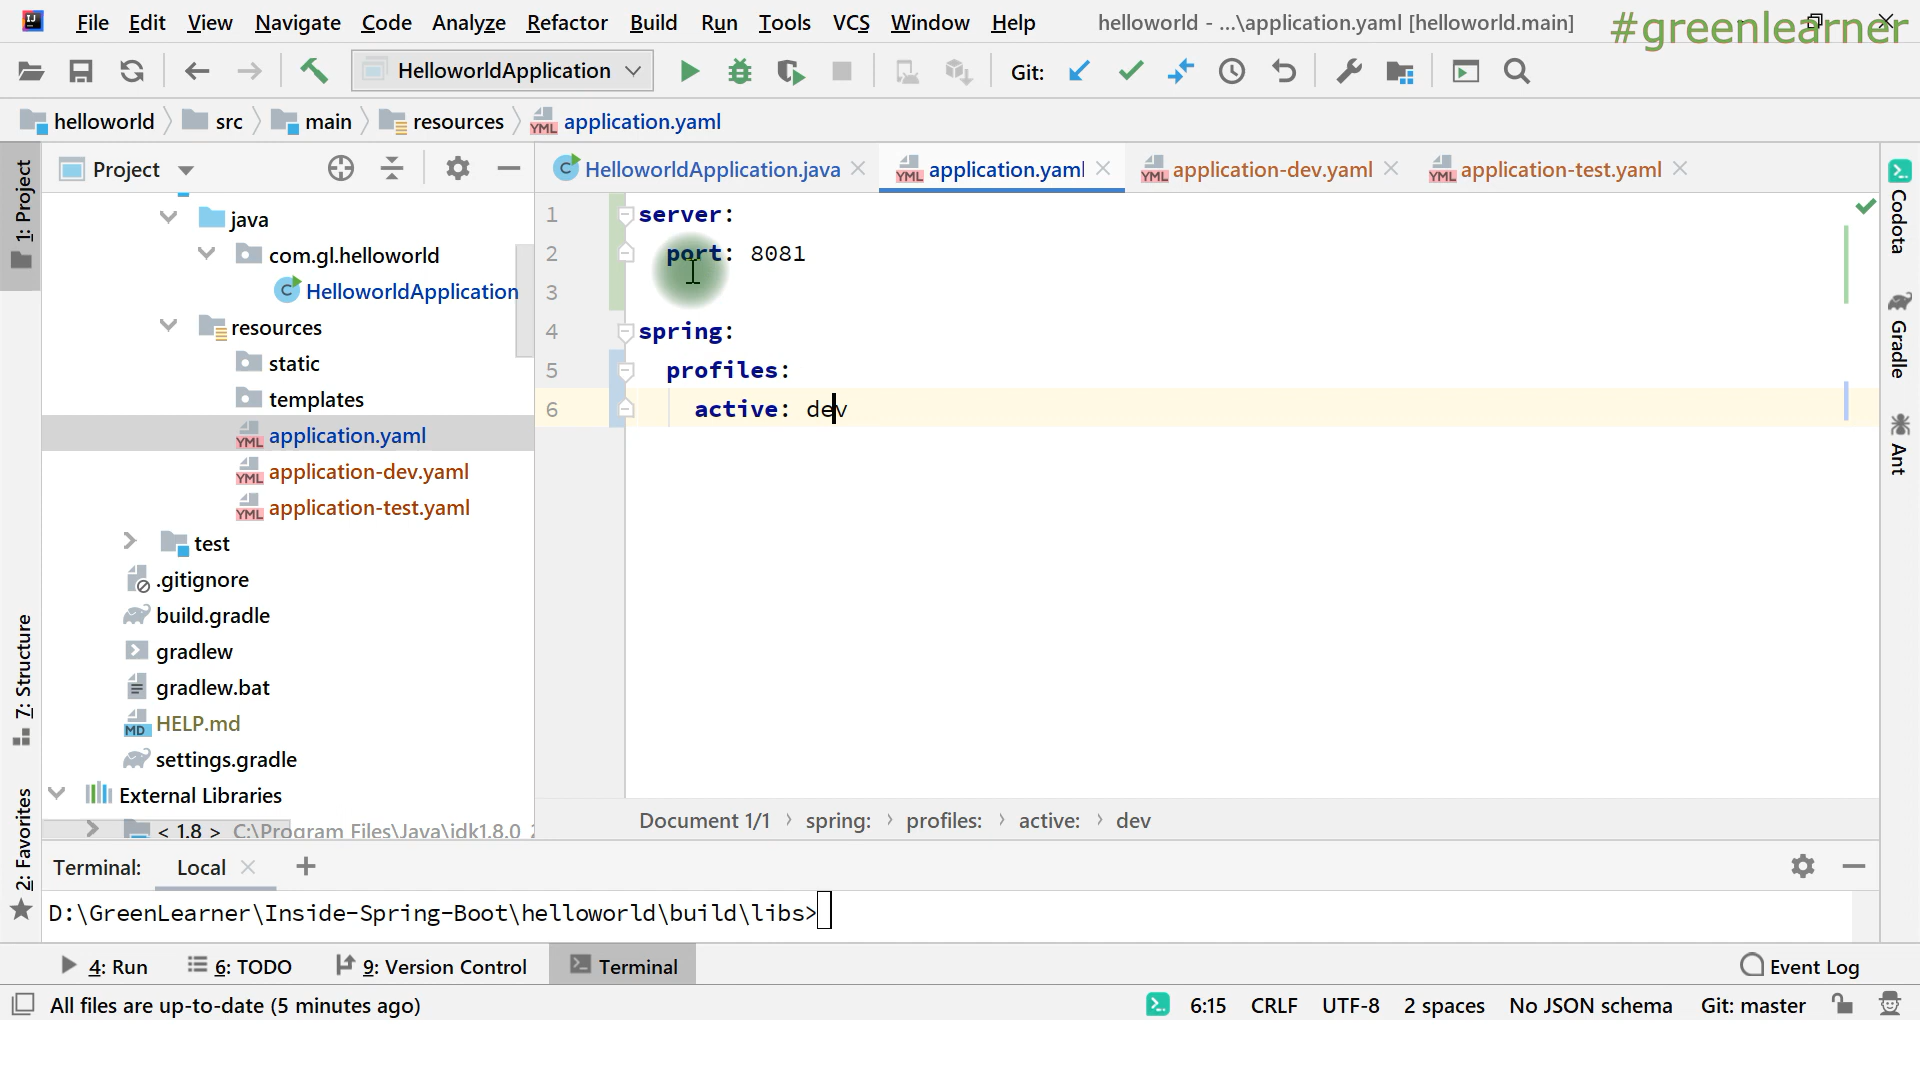 File Edit View Navigate Code Analyze Refactor Build Run Tools VCS Window Help helloworld - ...\application.yaml [helloworld.main]
#greenlearner
HelloworldApplication Git:
helloworld src main resources application.yaml
1: Project
Project
HelloworldApplication.java application.yaml application-dev.yaml application-test.yaml
java
com.gl.helloworld
HelloworldApplication
resources
static
templates
application.yaml
application-dev.yaml
application-test.yaml
test
.gitignore
build.gradle
gradlew
gradlew.bat
HELP.md
settings.gradle
External Libraries
< 1.8 > C:\Program Files\Java\jdk1.8.0
1 server:
2 port: 8081
3
4 spring:
5 profiles:
6 active: dev
Codota
Gradle
Ant
7: Structure
2: Favorites
Document 1/1 › spring: › profiles: › active: › dev
Terminal: Local
D:\GreenLearner\Inside-Spring-Boot\helloworld\build\libs>
4: Run 6: TODO 9: Version Control Terminal Event Log
All files are up-to-date (5 minutes ago) 6:15 CRLF UTF-8 2 spaces No JSON schema Git: master